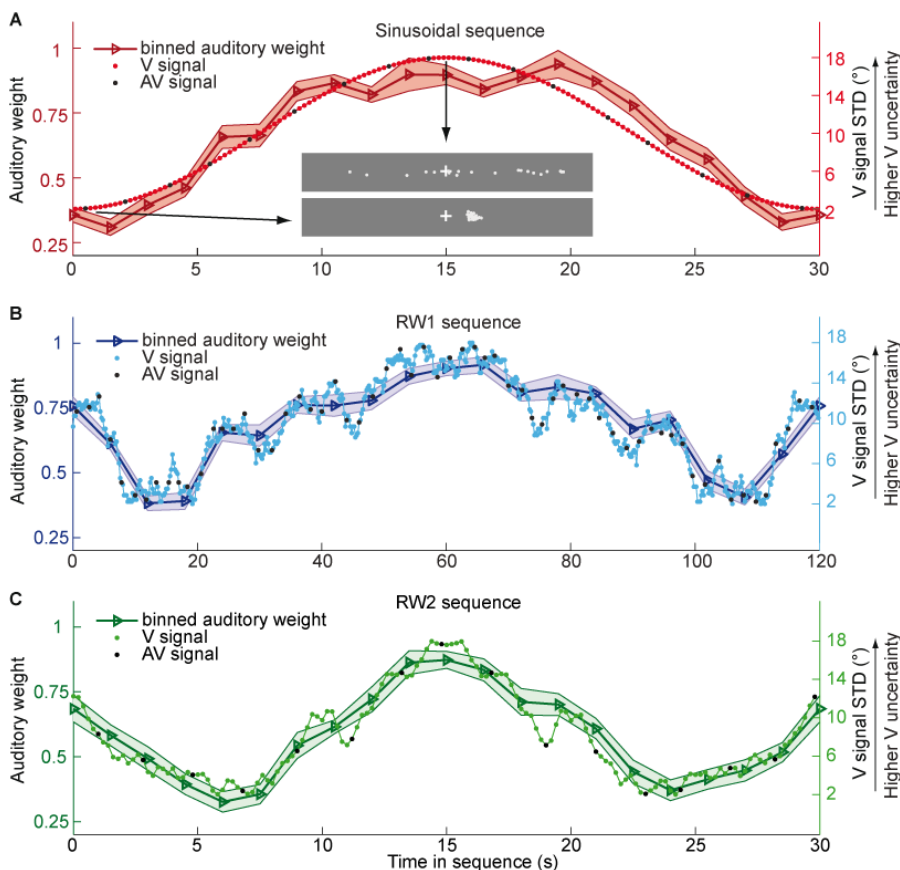 A
Sinusoidal sequence
binned auditory weight
V signal
AV signal
Auditory weight
1
0.75
0.5
0.25
18
14
10
6
2
V signal STD (°)
Higher V uncertainty
0 5 10 15 20 25 30
B
RW1 sequence
binned auditory weight
V signal
AV signal
Auditory weight
1
0.75
0.5
0.25
18
14
10
6
2
V signal STD (°)
Higher V uncertainty
0 20 40 60 80 100 120
C
RW2 sequence
binned auditory weight
V signal
AV signal
Auditory weight
1
0.75
0.5
0.25
18
14
10
6
2
V signal STD (°)
Higher V uncertainty
0 5 10 15 20 25 30
Time in sequence (s)